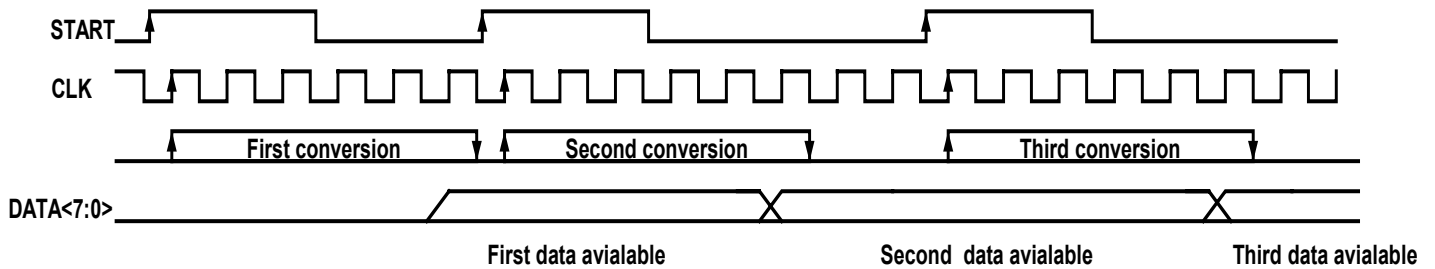 START
CLK
First conversion Second conversion Third conversion
DATA<7:0>
First data avialable Second data avialable Third data avialable